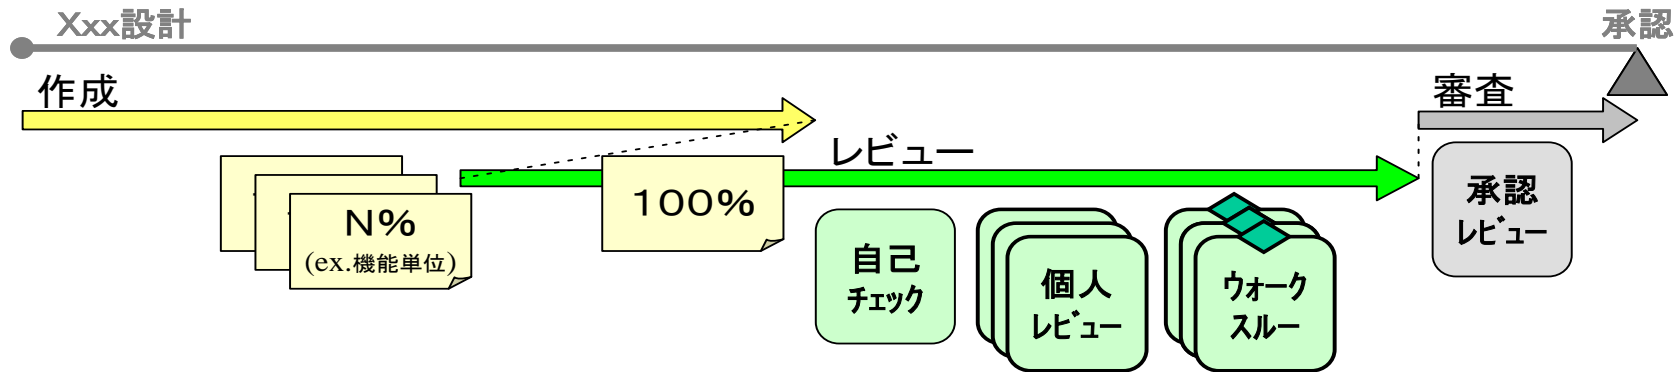 Xxx設計
承認
作成
審査
レビュー
N%
(ex.機能単位)
100%
自己
チェック
個人
レビュー
ウォーク
スルー
承認
レビュー